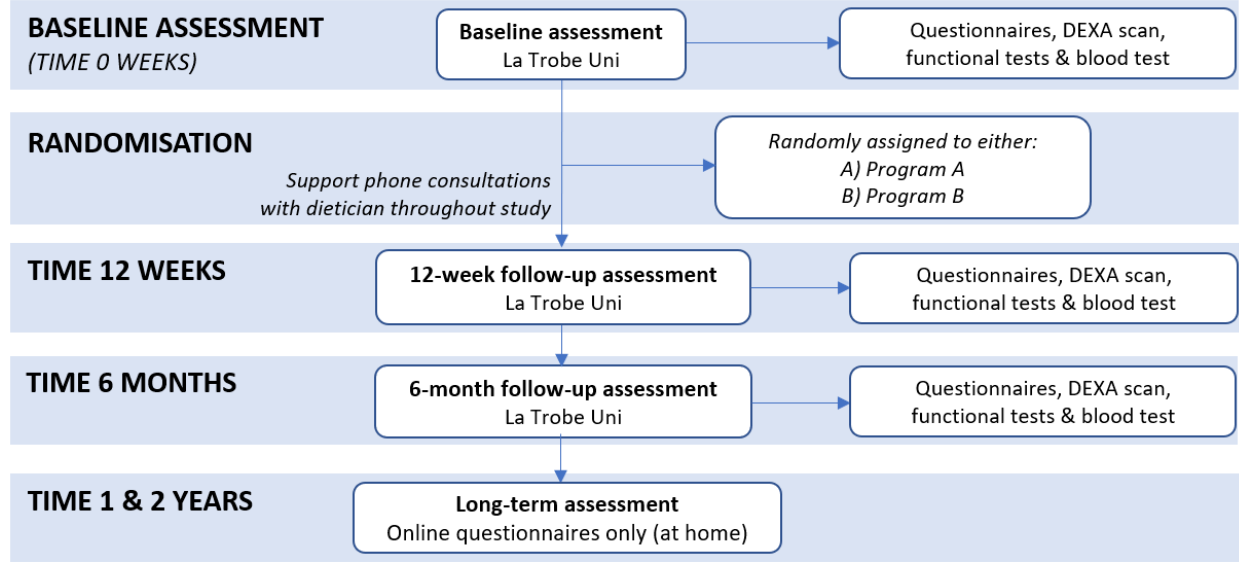 BASELINE ASSESSMENT
(TIME 0 WEEKS)
Baseline assessment
La Trobe Uni
Questionnaires, DEXA scan,
functional tests & blood test
RANDOMISATION
Support phone consultations
with dietician throughout study
Randomly assigned to either:
A) Program A
B) Program B
TIME 12 WEEKS
12-week follow-up assessment
La Trobe Uni
Questionnaires, DEXA scan,
functional tests & blood test
TIME 6 MONTHS
6-month follow-up assessment
La Trobe Uni
Questionnaires, DEXA scan,
functional tests & blood test
TIME 1 & 2 YEARS
Long-term assessment
Online questionnaires only (at home)